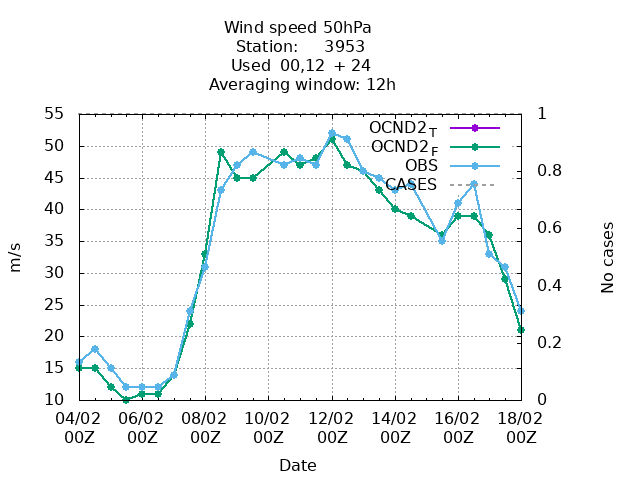 Wind speed 50hPa
Station: 3953
Used 00,12 + 24
Averaging window: 12h
55
50
45
40
35
30
25
20
15
10
m/s
1
0.8
0.6
0.4
0.2
0
No cases
OCND2_T
OCND2_F
OBS
CASES
04/02 06/02 08/02 10/02 12/02 14/02 16/02 18/02
00Z 00Z 00Z 00Z 00Z 00Z 00Z 00Z
Date